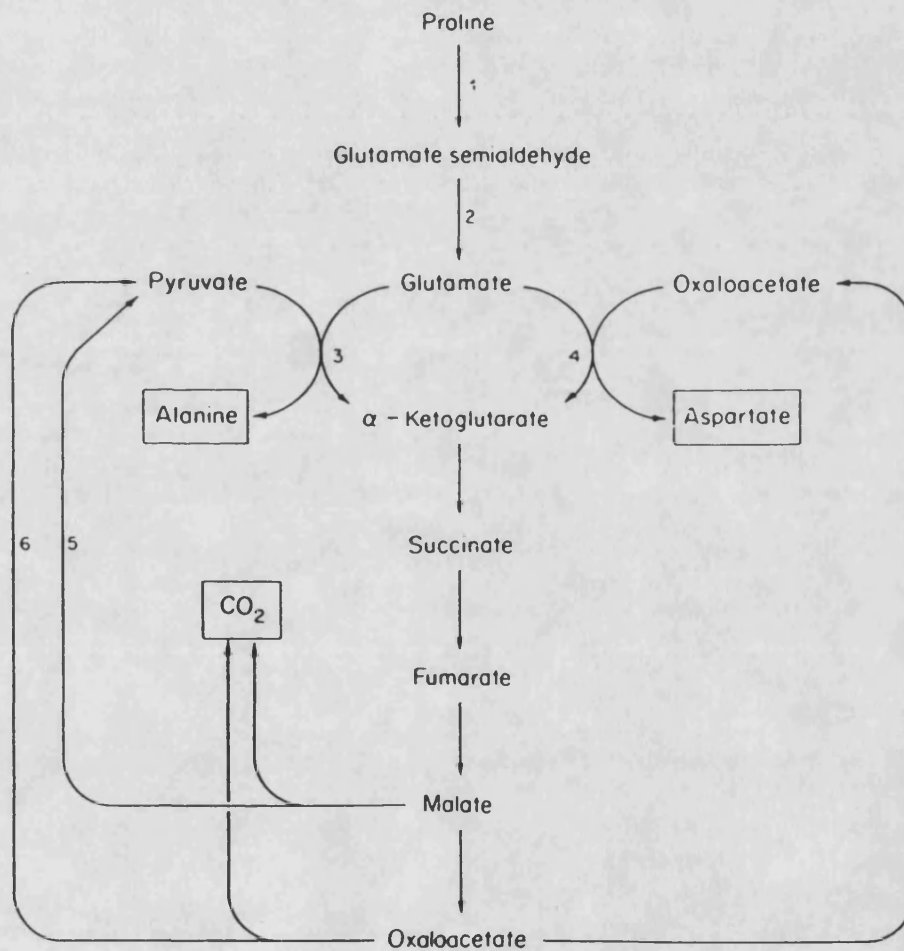 Proline
1
Glutamate semialdehyde
2
Pyruvate Glutamate Oxaloacetate
3 4
Alanine α - Ketoglutarate Aspartate
6 5 Succinate
CO₂
Fumarate
Malate
Oxaloacetate